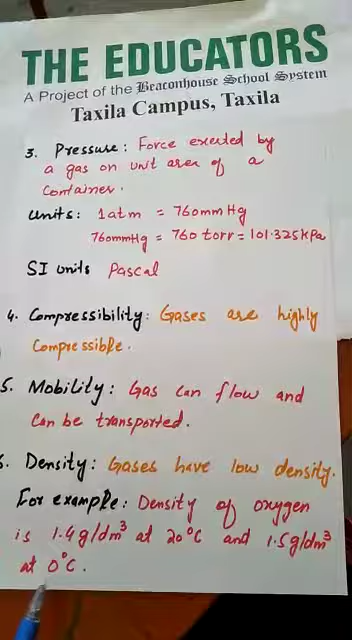 THE EDUCATORS
A Project of the Beaconhouse School System
Taxila Campus, Taxila
3. Pressure: Force exerted by
a gas on unit area of a
Container.
Units: 1atm = 760mmHg
760mmHg = 760 torr = 101.325kPa
SI units Pascal
4. Compressibility: Gases are highly
Compressible.
5. Mobility: Gas can flow and
Can be transported.
6. Density: Gases have low density.
For example: Density of oxygen
is 1.4g/dm³ at 20°C and 1.5g/dm³
at 0°C.